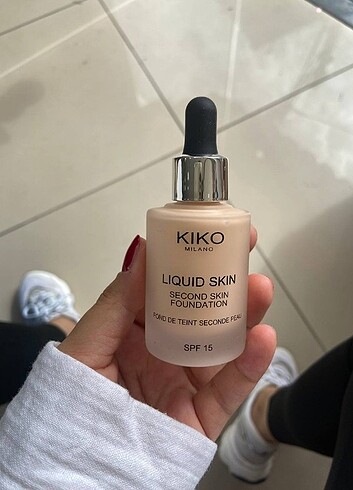 KIKO
MILANO
LIQUID SKIN
SECOND SKIN
FOUNDATION
FOND DE TEINT SECONDE PEAU
SPF 15